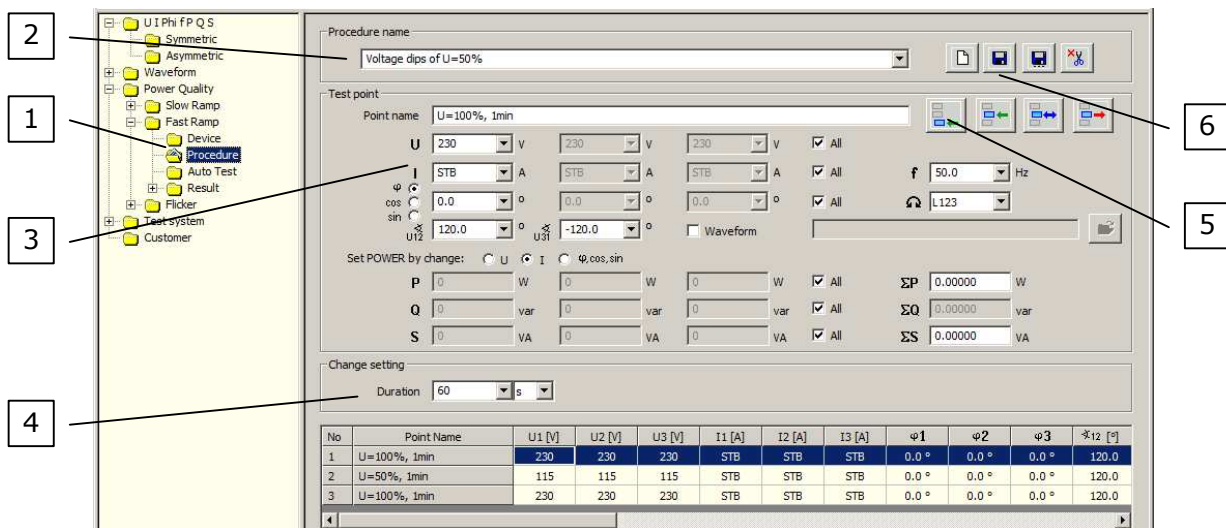 2
1
3
4
U I Phi f P Q S
Symmetric
Asymmetric
Waveform
Power Quality
Slow Ramp
Fast Ramp
Device
Procedure
Auto Test
Result
Flicker
Test system
Customer
Procedure name
Voltage dips of U=50%
Test point
Point name U=100%, 1min
U 230 V 230 V 230 V All
I STB A STB A STB A All f 50.0 Hz
φ
cos 0.0 ° 0.0 ° 0.0 ° All L123
sin
U12 120.0 ° U31 -120.0 ° Waveform
Set POWER by change: U I φ,cos,sin
P 0 W 0 W 0 W All ΣP 0.00000 W
Q 0 var 0 var 0 var All ΣQ 0.00000 var
S 0 VA 0 VA 0 VA All ΣS 0.00000 VA
Change setting
Duration 60 s
No Point Name U1 [V] U2 [V] U3 [V] I1 [A] I2 [A] I3 [A] φ1 φ2 φ3 ∢12 [°]
1 U=100%, 1min 230 230 230 STB STB STB 0.0 ° 0.0 ° 0.0 ° 120.0
2 U=50%, 1min 115 115 115 STB STB STB 0.0 ° 0.0 ° 0.0 ° 120.0
3 U=100%, 1min 230 230 230 STB STB STB 0.0 ° 0.0 ° 0.0 ° 120.0
6
5